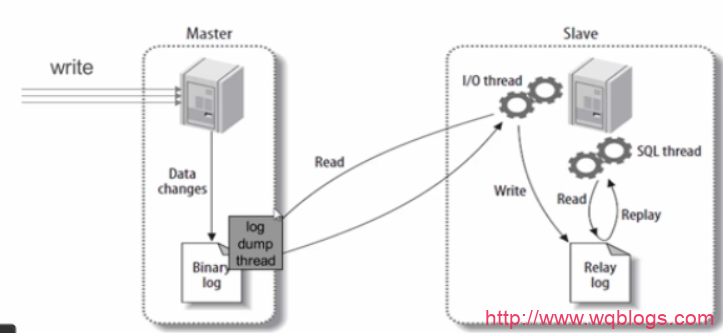 Master
Slave
write
I/O thread
Data
changes
Read
SQL thread
Write
Read
Replay
log
dump
thread
Binary
log
Relay
log
http://www.wqblogs.com